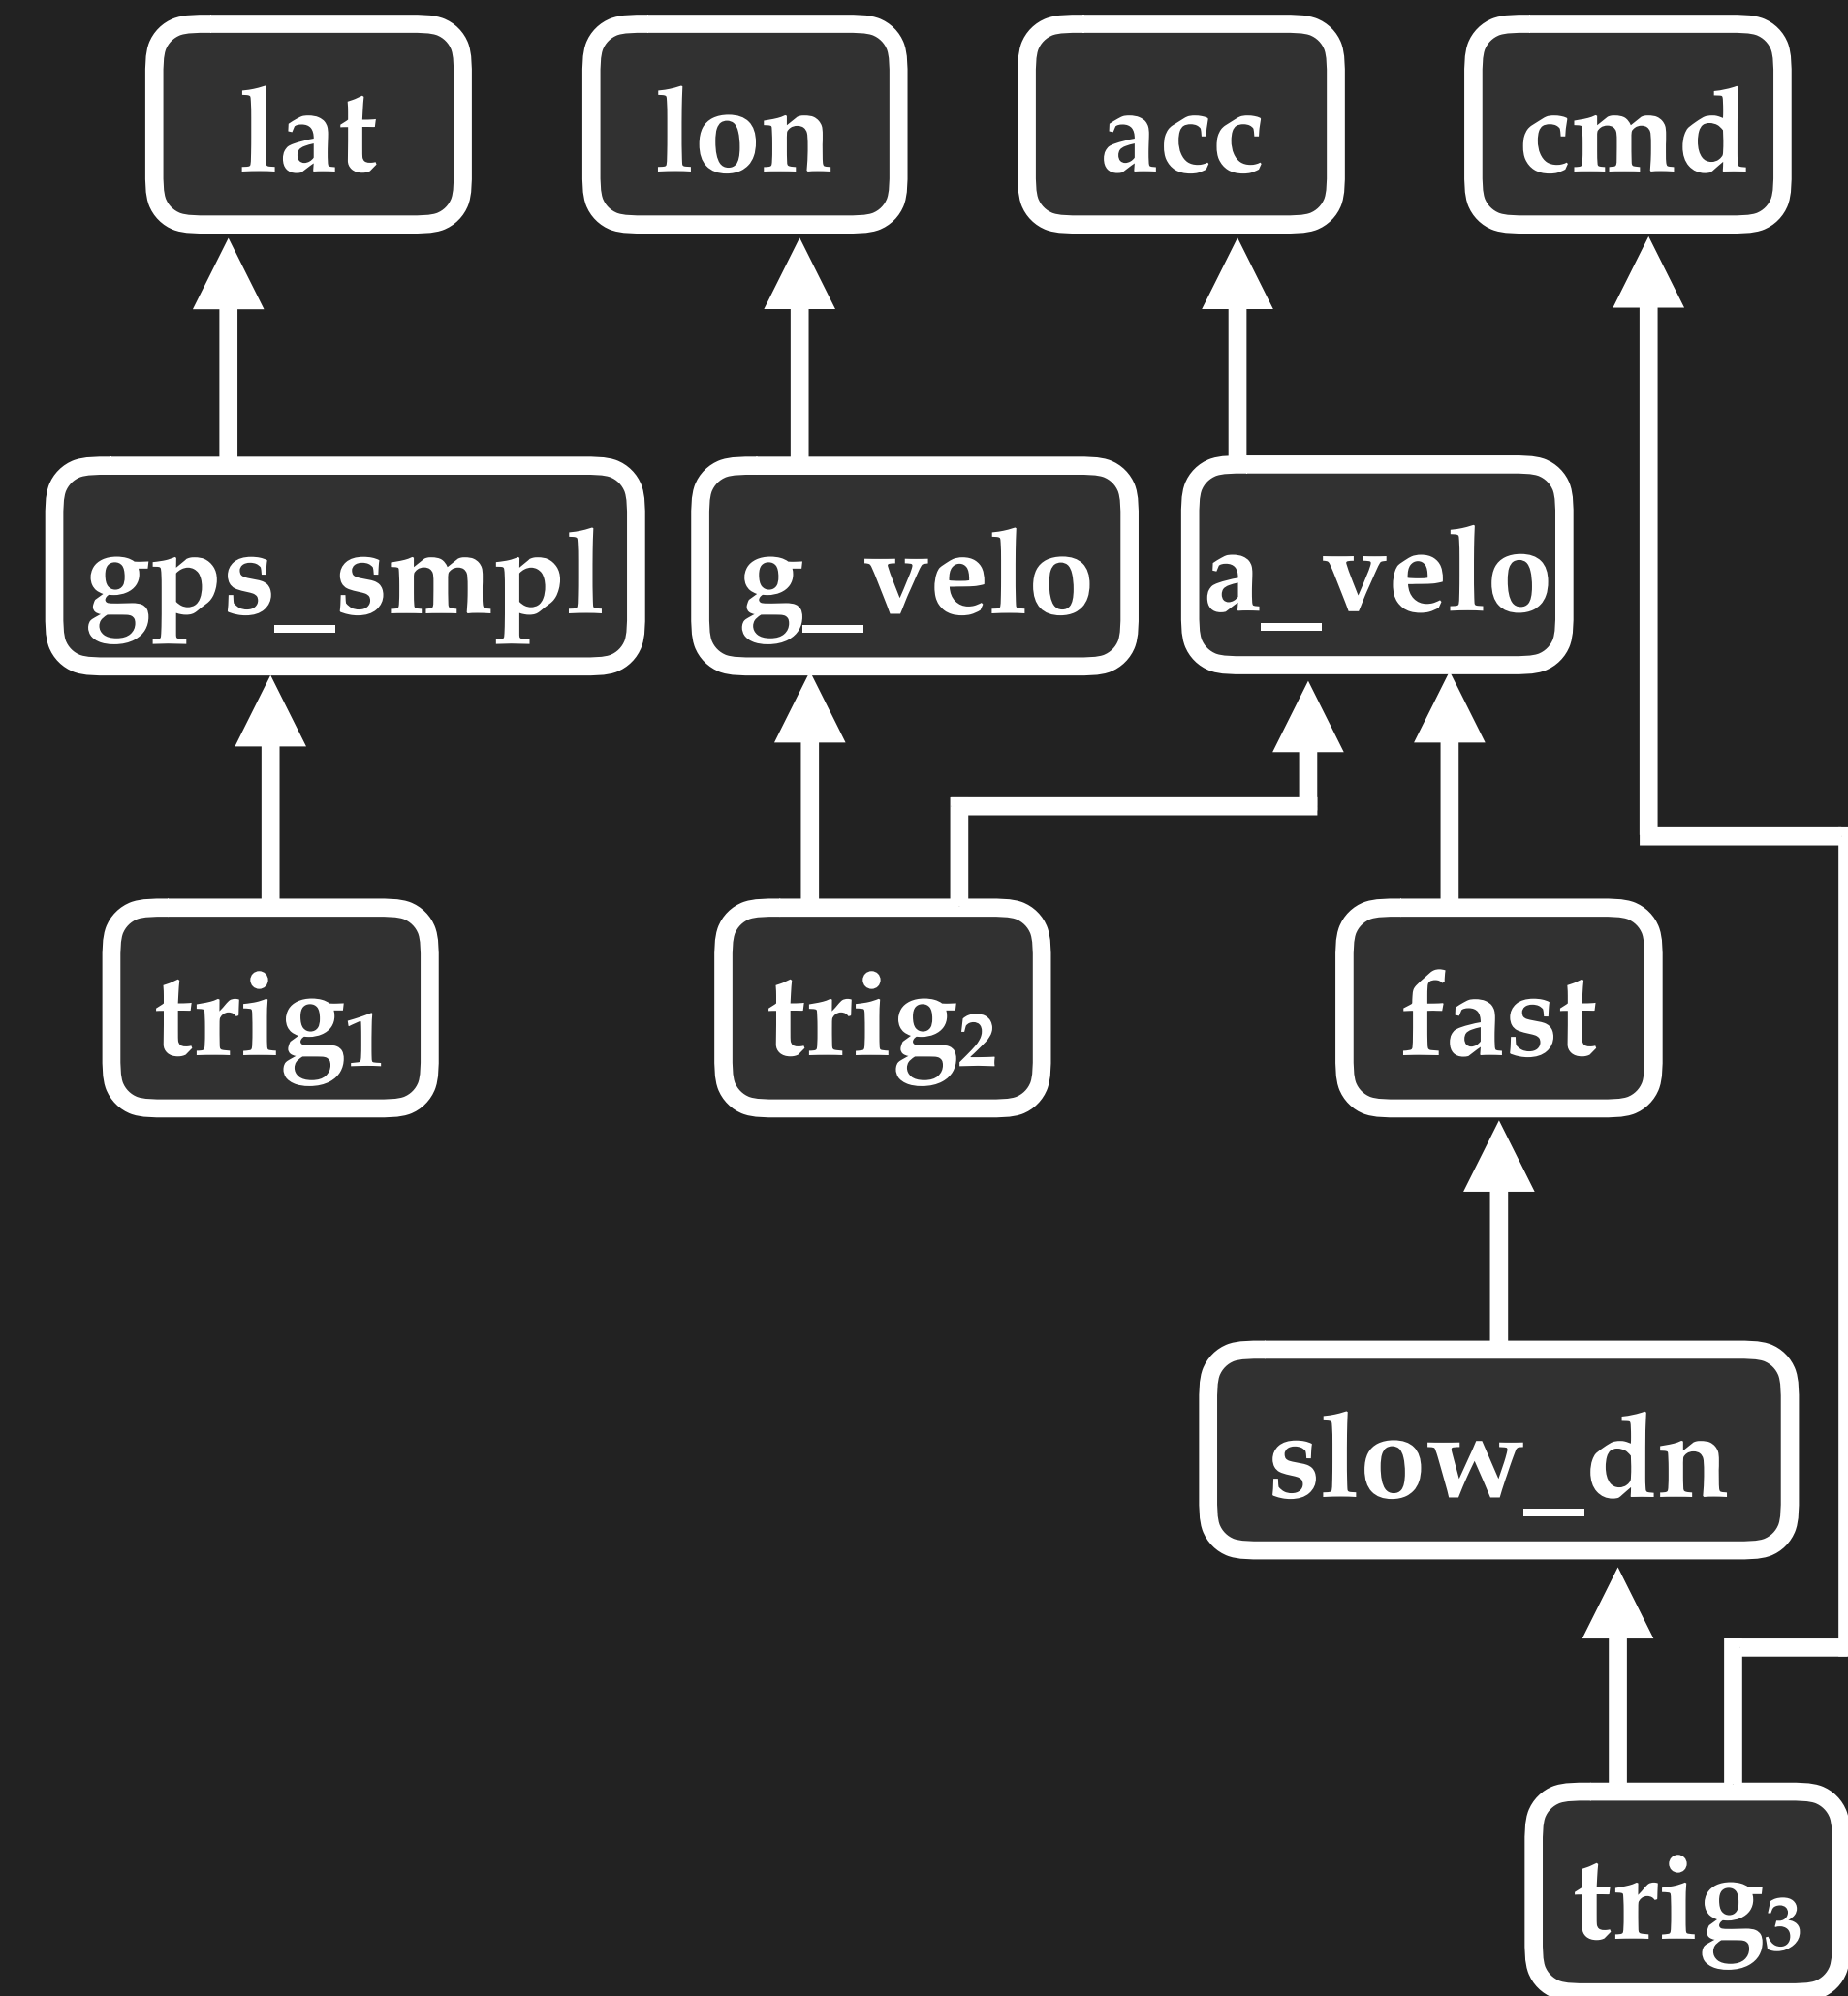 lat lon acc cmd
gps_smpl g_velo a_velo
trig₁ trig₂ fast
slow_dn
trig₃